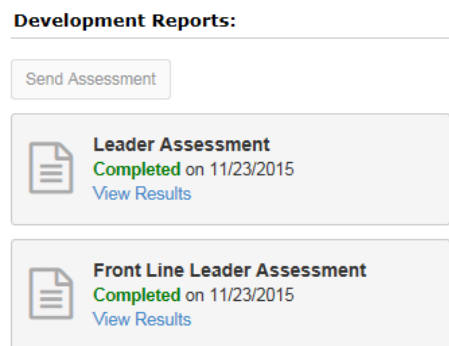 Development Reports:
Send Assessment
Leader Assessment
Completed on 11/23/2015
View Results
Front Line Leader Assessment
Completed on 11/23/2015
View Results